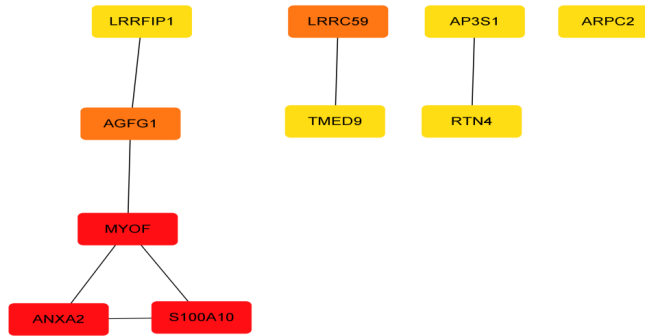 LRRFIP1
LRRC59
AP3S1
ARPC2
AGFG1
TMED9
RTN4
MYOF
ANXA2
S100A10